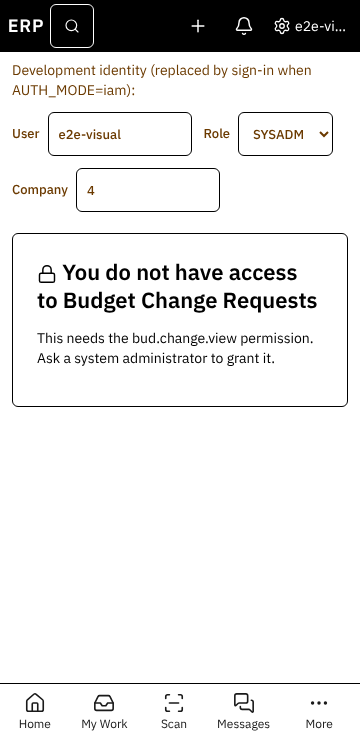 ERP
e2e-vi...
Development identity (replaced by sign-in when
AUTH_MODE=iam):
User e2e-visual Role SYSADM
Company 4
You do not have access
to Budget Change Requests
This needs the bud.change.view permission.
Ask a system administrator to grant it.
Home My Work Scan Messages More